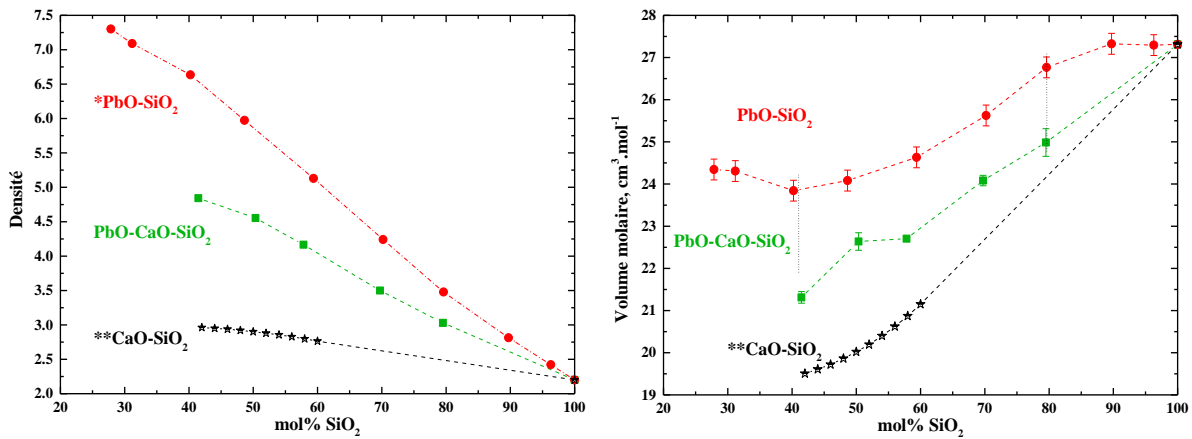 7.5
7.0
6.5
6.0
5.5
5.0
4.5
4.0
3.5
3.0
2.5
2.0
Densité
*PbO-SiO₂
PbO-CaO-SiO₂
**CaO-SiO₂
20 30 40 50 60 70 80 90 100
mol% SiO₂
28
27
26
25
24
23
22
21
20
19
Volume molaire, cm³.mol⁻¹
PbO-SiO₂
PbO-CaO-SiO₂
**CaO-SiO₂
20 30 40 50 60 70 80 90 100
mol% SiO₂